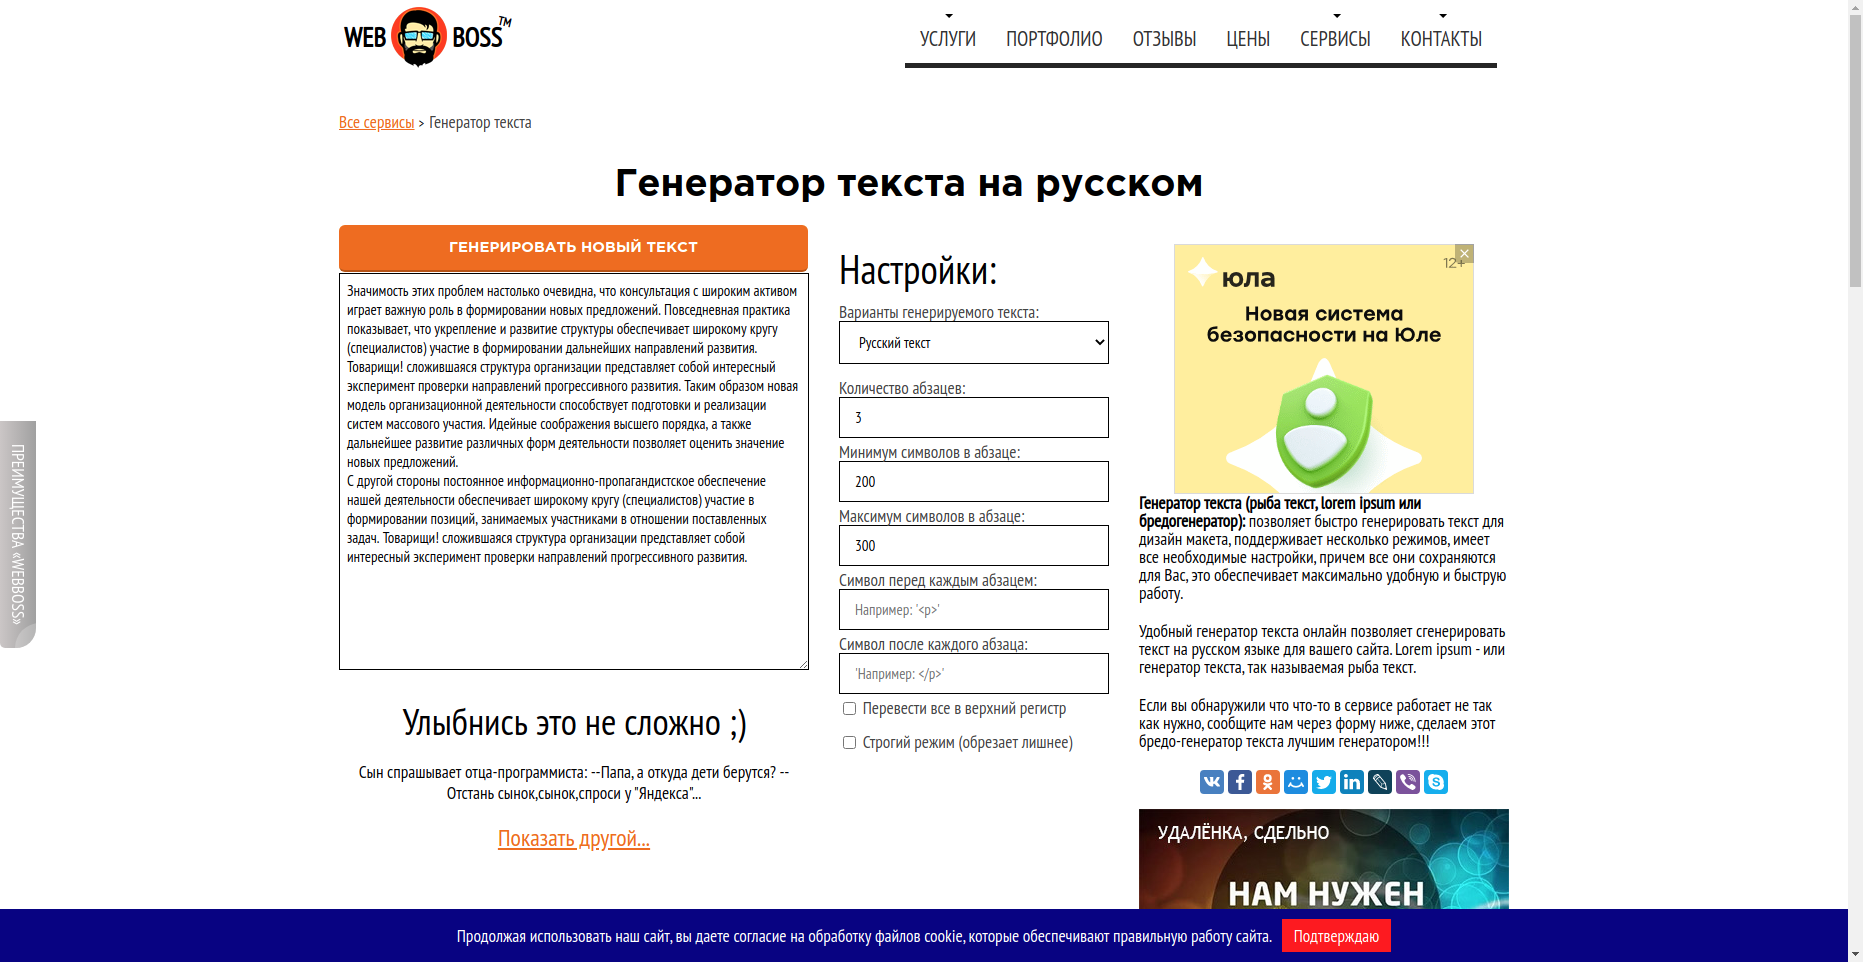 WEB BOSS TM
УСЛУГИ ПОРТФОЛИО ОТЗЫВЫ ЦЕНЫ СЕРВИСЫ КОНТАКТЫ
Все сервисы > Генератор текста
Генератор текста на русском
ГЕНЕРИРОВАТЬ НОВЫЙ ТЕКСТ
Значимость этих проблем настолько очевидна, что консультация с широким активом
играет важную роль в формировании новых предложений. Повседневная практика
показывает, что укрепление и развитие структуры обеспечивает широкому кругу
(специалистов) участие в формировании дальнейших направлений развития.
Товарищи! сложившаяся структура организации представляет собой интересный
эксперимент проверки направлений прогрессивного развития. Таким образом новая
модель организационной деятельности способствует подготовки и реализации
систем массового участия. Идейные соображения высшего порядка, а также
дальнейшее развитие различных форм деятельности позволяет оценить значение
новых предложений.
С другой стороны постоянное информационно-пропагандистское обеспечение
нашей деятельности обеспечивает широкому кругу (специалистов) участие в
формировании позиций, занимаемых участниками в отношении поставленных
задач. Товарищи! сложившаяся структура организации представляет собой
интересный эксперимент проверки направлений прогрессивного развития.
Улыбнись это не сложно ;)
Сын спрашивает отца-программиста: --Папа, а откуда дети берутся? --
Отстань сынок,сынок,спроси у "Яндекса"...
Показать другой...
Настройки:
Варианты генерируемого текста:
Русский текст
Количество абзацев:
3
Минимум символов в абзаце:
200
Максимум символов в абзаце:
300
Символ перед каждым абзацем:
Например: '<p>'
Символ после каждого абзаца:
'Например: </p>'
Перевести все в верхний регистр
Строгий режим (обрезает лишнее)
12+
юла
Новая система
безопасности на Юле
Генератор текста (рыба текст, lorem ipsum или
бредогенератор): позволяет быстро генерировать текст для
дизайн макета, поддерживает несколько режимов, имеет
все необходимые настройки, причем все они сохраняются
для Вас, это обеспечивает максимально удобную и быструю
работу.
Удобный генератор текста онлайн позволяет сгенерировать
текст на русском языке для вашего сайта. Lorem ipsum - или
генератор текста, так называемая рыба текст.
Если вы обнаружили что что-то в сервисе работает не так
как нужно, сообщите нам через форму ниже, сделаем этот
бредо-генератор текста лучшим генератором!!!
УДАЛЁНКА, СДЕЛЬНО
НАМ НУЖЕН
ПРЕИМУЩЕСТВА «WEBBOSS»
Продолжая использовать наш сайт, вы даете согласие на обработку файлов cookie, которые обеспечивают правильную работу сайта. Подтверждаю